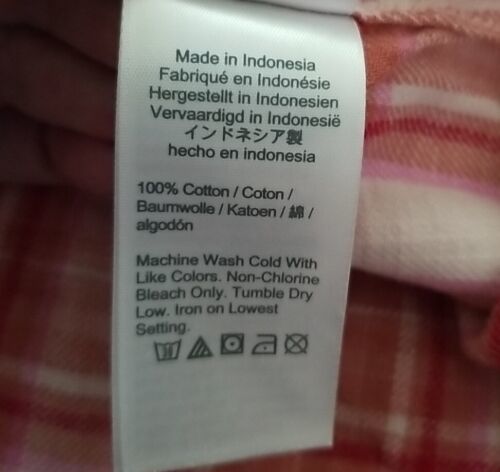 Made in Indonesia
Fabriqué en Indonésie
Hergestellt in Indonesien
Vervaardigd in Indonesië
インドネシア製
hecho en indonesia
100% Cotton / Coton /
Baumwolle / Katoen / 綿 /
algodón
Machine Wash Cold With
Like Colors. Non-Chlorine
Bleach Only. Tumble Dry
Low. Iron on Lowest
Setting.